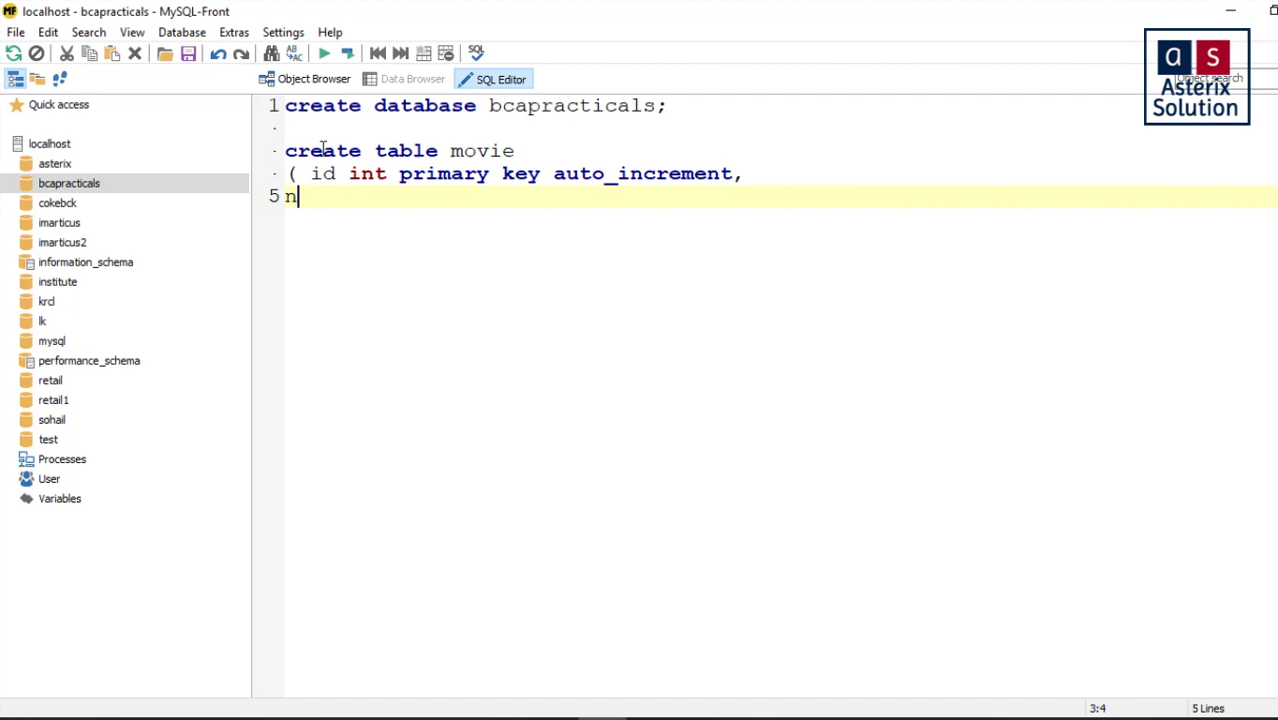 localhost - bcapracticals - MySQL-Front
File Edit Search View Database Extras Settings Help
Object Browser Data Browser SQL Editor
a s
Asterix
Solution
Object search
Quick access
localhost
asterix
bcapracticals
cokebck
imarticus
imarticus2
information_schema
institute
krcl
lk
mysql
performance_schema
retail
retail1
sohail
test
Processes
User
Variables
1 create database bcapracticals;
create table movie
( id int primary key auto_increment,
5 n
3:4 5 Lines